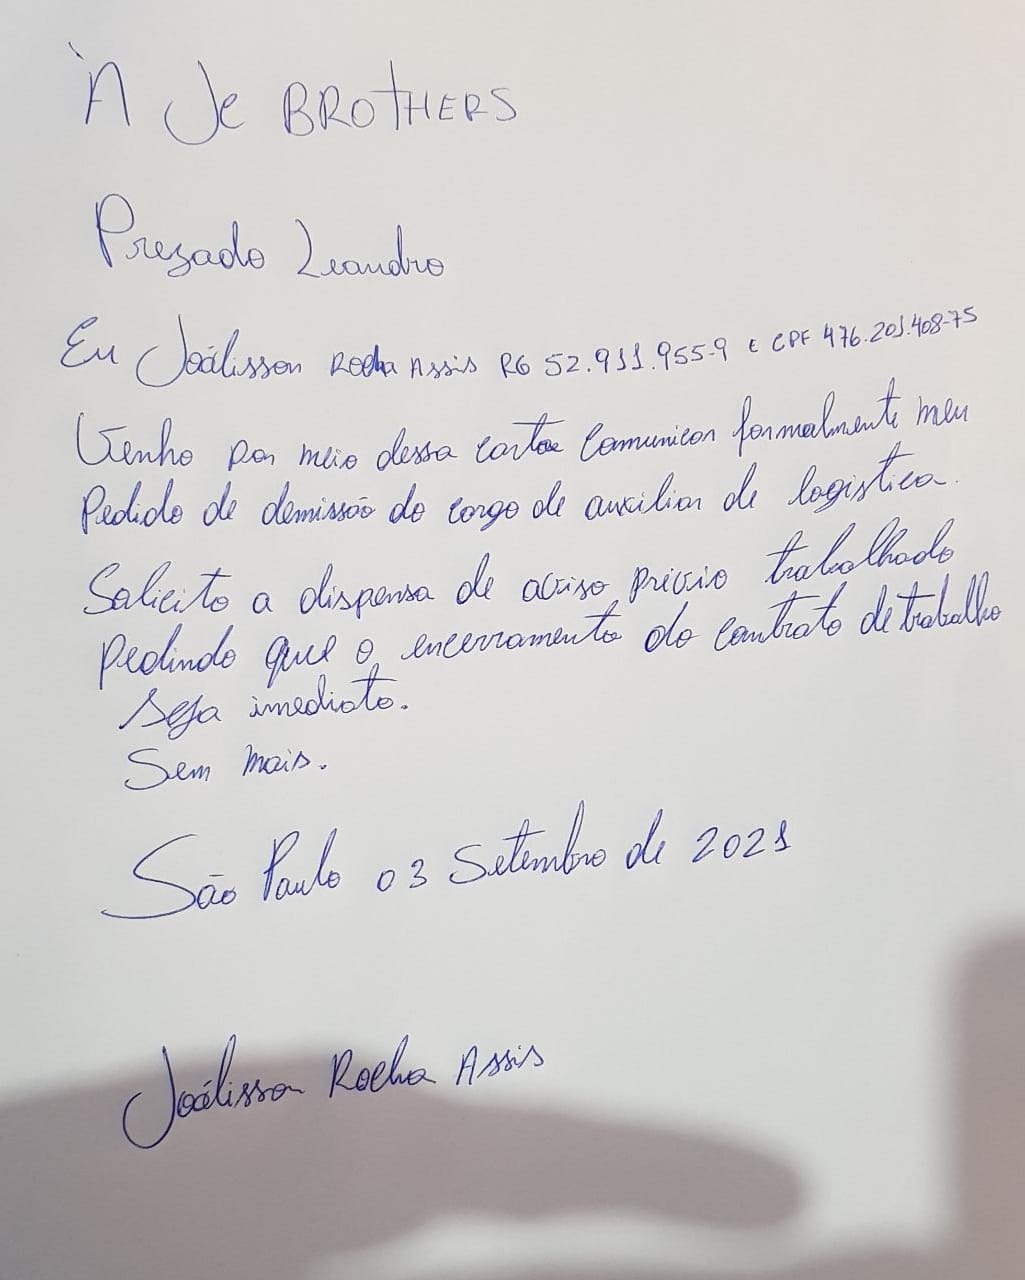 À Je BROTHERS
Prezado Leandro
Eu Joálisson Rocha Assis RG 52.911.955-9 E CPF 476.201.408-75
Venho por meio dessa carta comunicar formalmente meu
Pedido de demissão do cargo de auxiliar de logistica.
Solicito a dispensa de aviso prévio trabalhado
Pedindo que o encerramento do contrato de trabalho
seja imediato.
Sem mais.
São Paulo 03 Setembro de 2021
Joálisson Rocha Assis